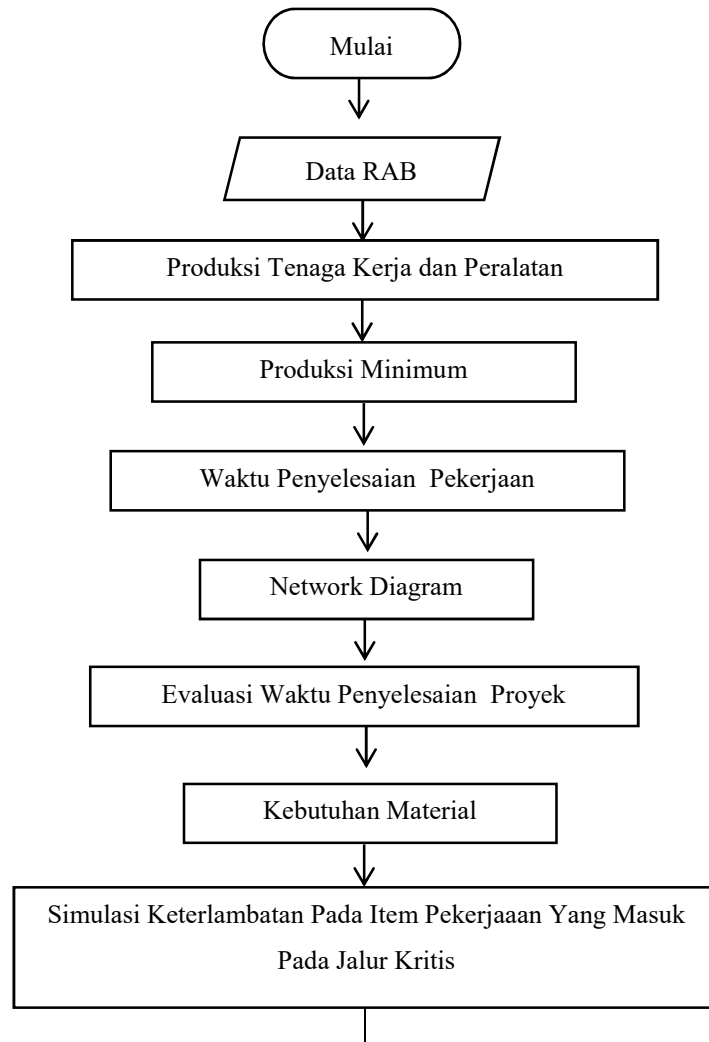 Mulai
Data RAB
Produksi Tenaga Kerja dan Peralatan
Produksi Minimum
Waktu Penyelesaian  Pekerjaan
Network Diagram
Evaluasi Waktu Penyelesaian  Proyek
Kebutuhan Material
Simulasi Keterlambatan Pada Item Pekerjaaan Yang Masuk
Pada Jalur Kritis